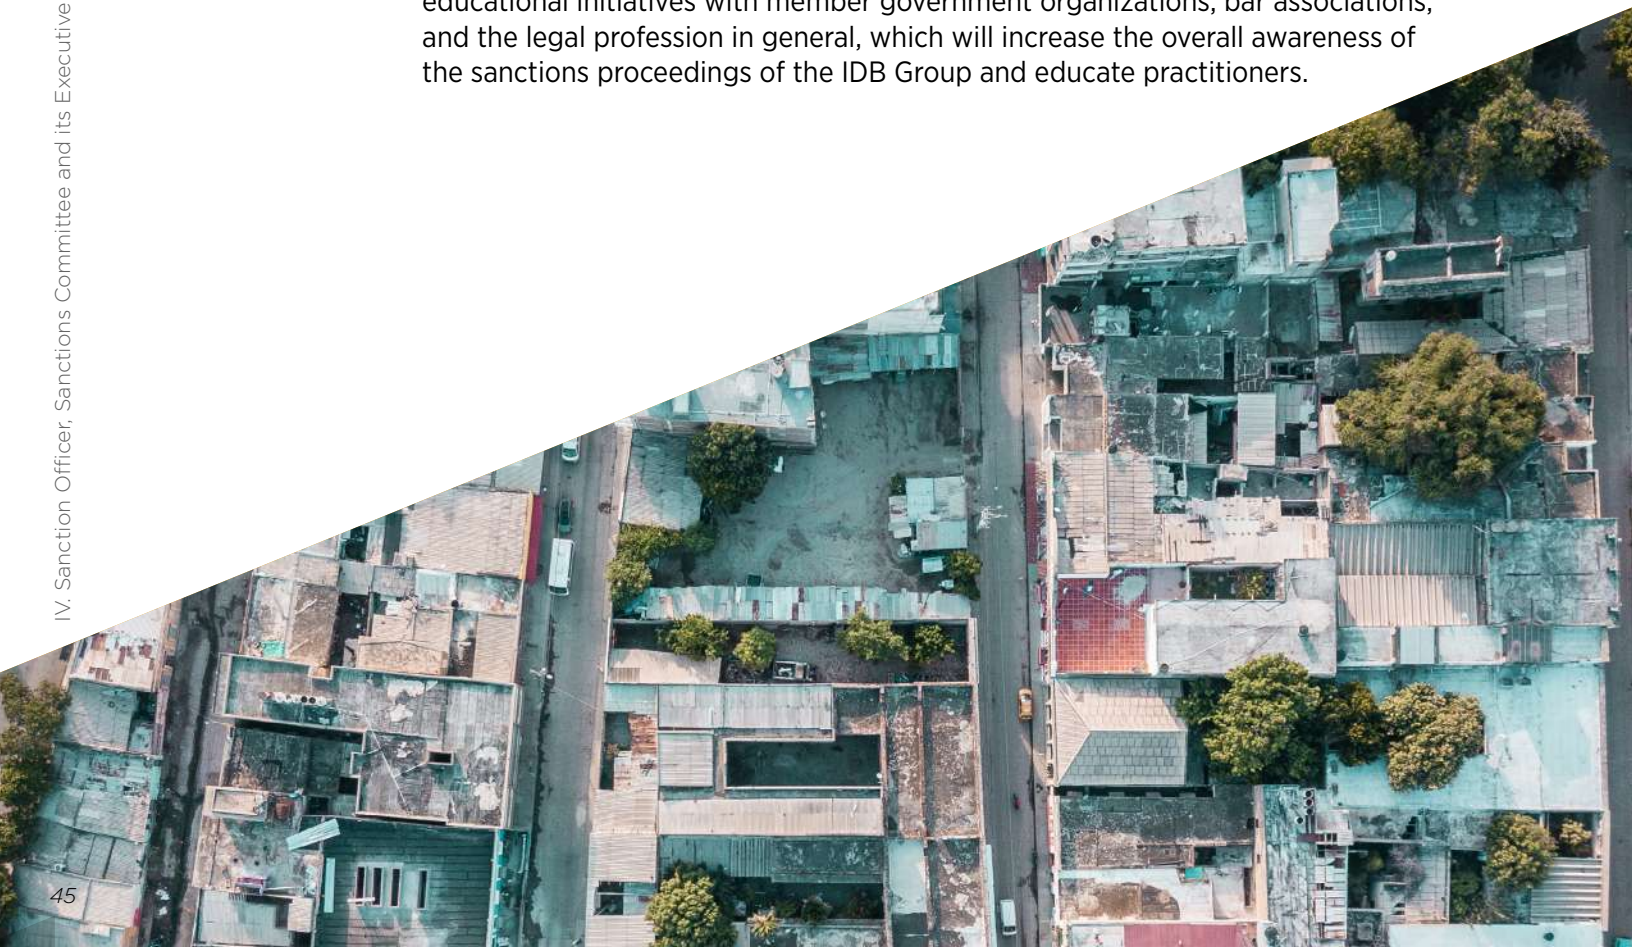 educational initiatives with member government organizations, bar associations,
and the legal profession in general, which will increase the overall awareness of
the sanctions proceedings of the IDB Group and educate practitioners.
IV. Sanction Officer, Sanctions Committee and its Executive
45